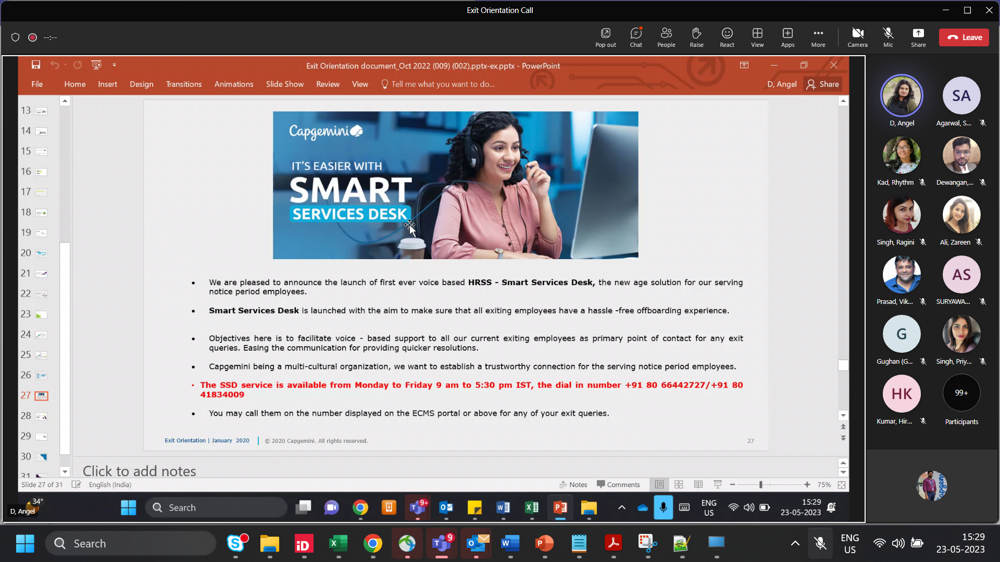 Exit Orientation Call
--:--
Pop out
Chat
People
Raise
React
View
Apps
More
Camera
Mic
Share
Leave
Exit Orientation document_Oct 2022 (009) (002).pptx-ex.pptx - PowerPoint
File
Home
Insert
Design
Transitions
Animations
Slide Show
Review
View
Tell me what you want to do...
D, Angel
Share
13
14
15
16
17
18
19
20
21
22
23
24
25
26
27
28
29
30
31
Capgemini
IT'S EASIER WITH
SMART
SERVICES DESK
• We are pleased to announce the launch of first ever voice based HRSS - Smart Services Desk, the new age solution for our serving
notice period employees.
• Smart Services Desk is launched with the aim to make sure that all exiting employees have a hassle -free offboarding experience.
• Objectives here is to facilitate voice - based support to all our current exiting employees as primary point of contact for any exit
queries. Easing the communication for providing quicker resolutions.
• Capgemini being a multi-cultural organization, we want to establish a trustworthy connection for the serving notice period employees.
• The SSD service is available from Monday to Friday 9 am to 5:30 pm IST, the dial in number +91 80 66442727/+91 80
41834009
• You may call them on the number displayed on the ECMS portal or above for any of your exit queries.
Exit Orientation | January 2020
© 2020 Capgemini. All rights reserved.
27
Click to add notes
Slide 27 of 31
English (India)
Notes
Comments
75%
34°
D, Angel
Search
9+
ENG
US
15:29
23-05-2023
D, Angel
SA
Agarwal, S...
Kad, Rhythm
Dewangan,...
Singh, Ragini
Ali, Zareen
Prasad, Vik...
AS
SURYAWA...
G
Gughan (G...
Singh, Priy...
HK
Kumar, Hir...
99+
Participants
Search
iD
9
ENG
US
15:29
23-05-2023